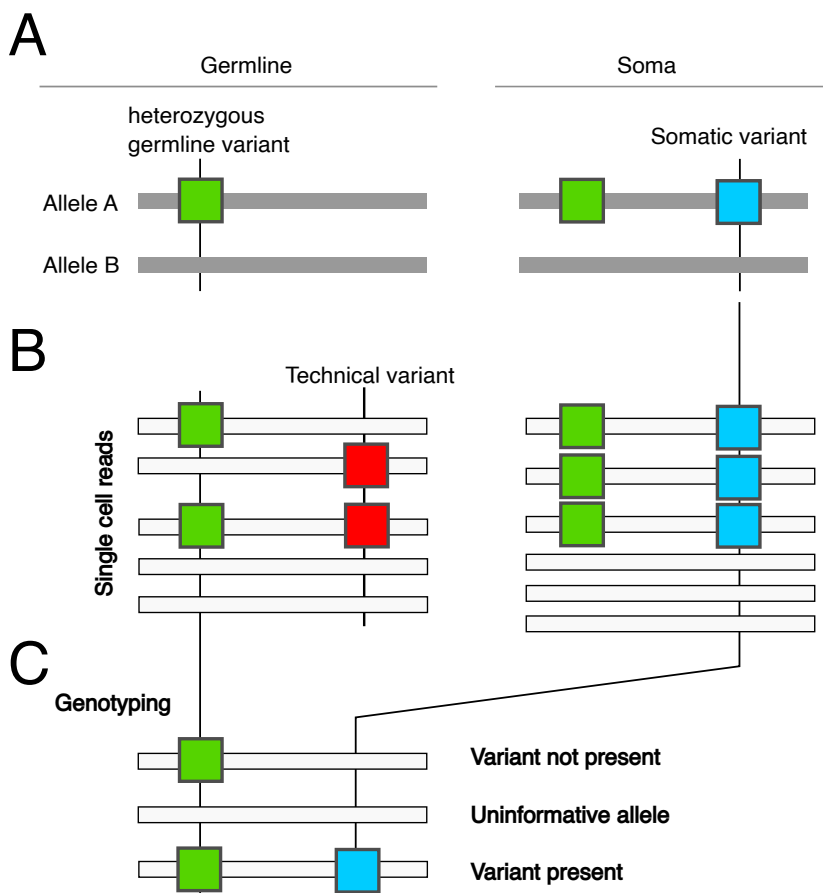 A
Germline
Soma
heterozygous
germline variant
Somatic variant
Allele A
Allele B
B
Technical variant
Single cell reads
C
Genotyping
Variant not present
Uninformative allele
Variant present